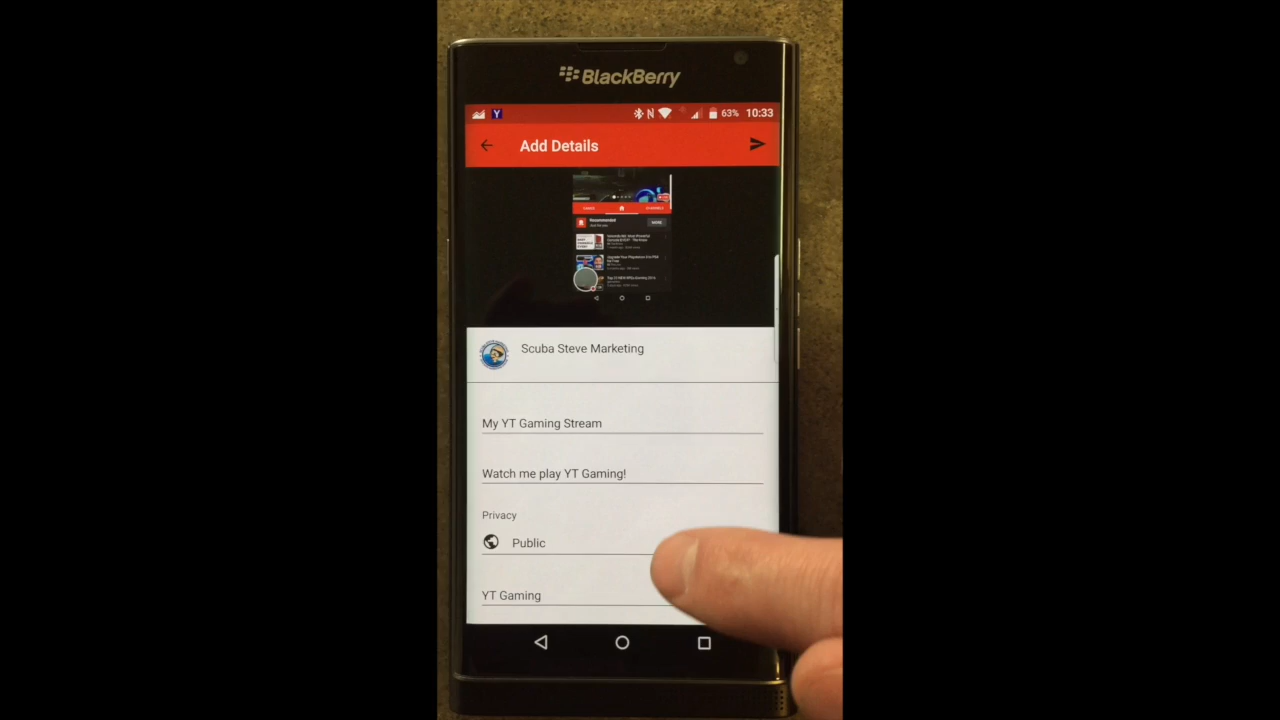 BlackBerry
Y
63% 10:33
Add Details
Recommended
Scuba Steve Marketing
My YT Gaming Stream
Watch me play YT Gaming!
Privacy
Public
YT Gaming